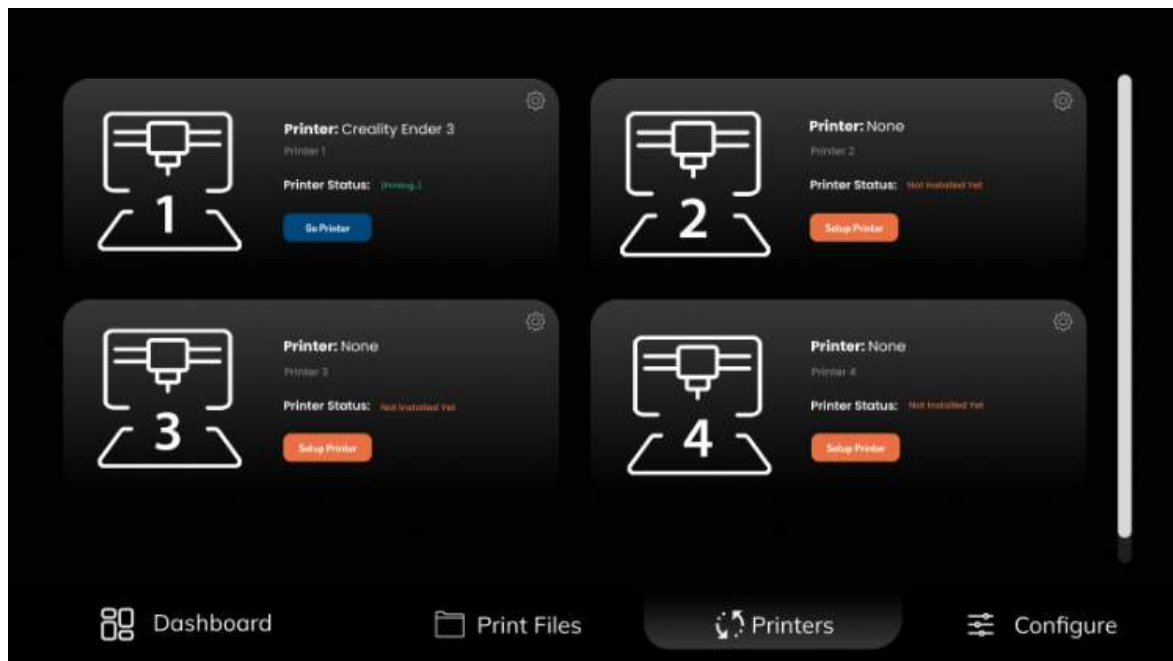 1
Printer: Creality Ender 3
Printer 1
Printer Status: (Printing..)
Go Printer
2
Printer: None
Printer 2
Printer Status: Not Installed Yet
Setup Printer
3
Printer: None
Printer 3
Printer Status: Not Installed Yet
Setup Printer
4
Printer: None
Printer 4
Printer Status: Not Installed Yet
Setup Printer
Dashboard
Print Files
Printers
Configure